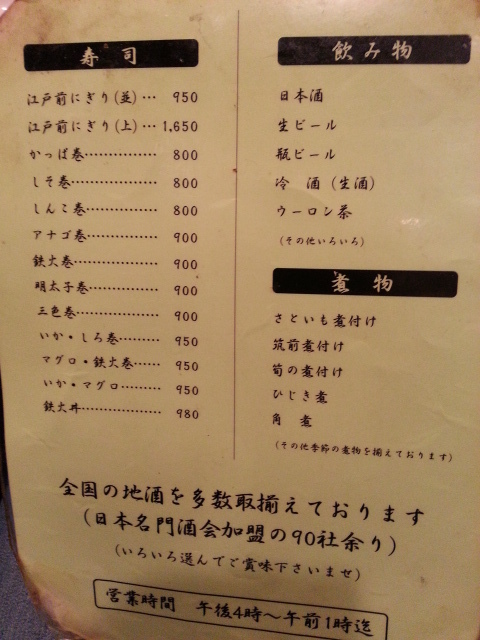 寿司
江戸前にぎり(並)… 950
江戸前にぎり(上)… 1,650
かっぱ巻……………… 800
しそ巻……………… 800
しんこ巻……………… 800
アナゴ巻……………… 900
鉄火巻……………… 900
明太子巻……………… 900
三色巻……………… 900
いか・しろ巻……… 950
マグロ・鉄火巻…… 950
いか・マグロ……… 950
鉄火丼……………… 980
飲み物
日本酒
生ビール
瓶ビール
冷 酒(生酒)
ウーロン茶
(その他いろいろ)
煮物
さといも煮付け
筑前煮付け
筍の煮付け
ひじき煮
角 煮
(その他季節の煮物を揃えております)
全国の地酒を多数取揃えております
(日本名門酒会加盟の90社余り)
(いろいろ選んでご賞味下さいませ)
営業時間 午後4時~午前1時迄